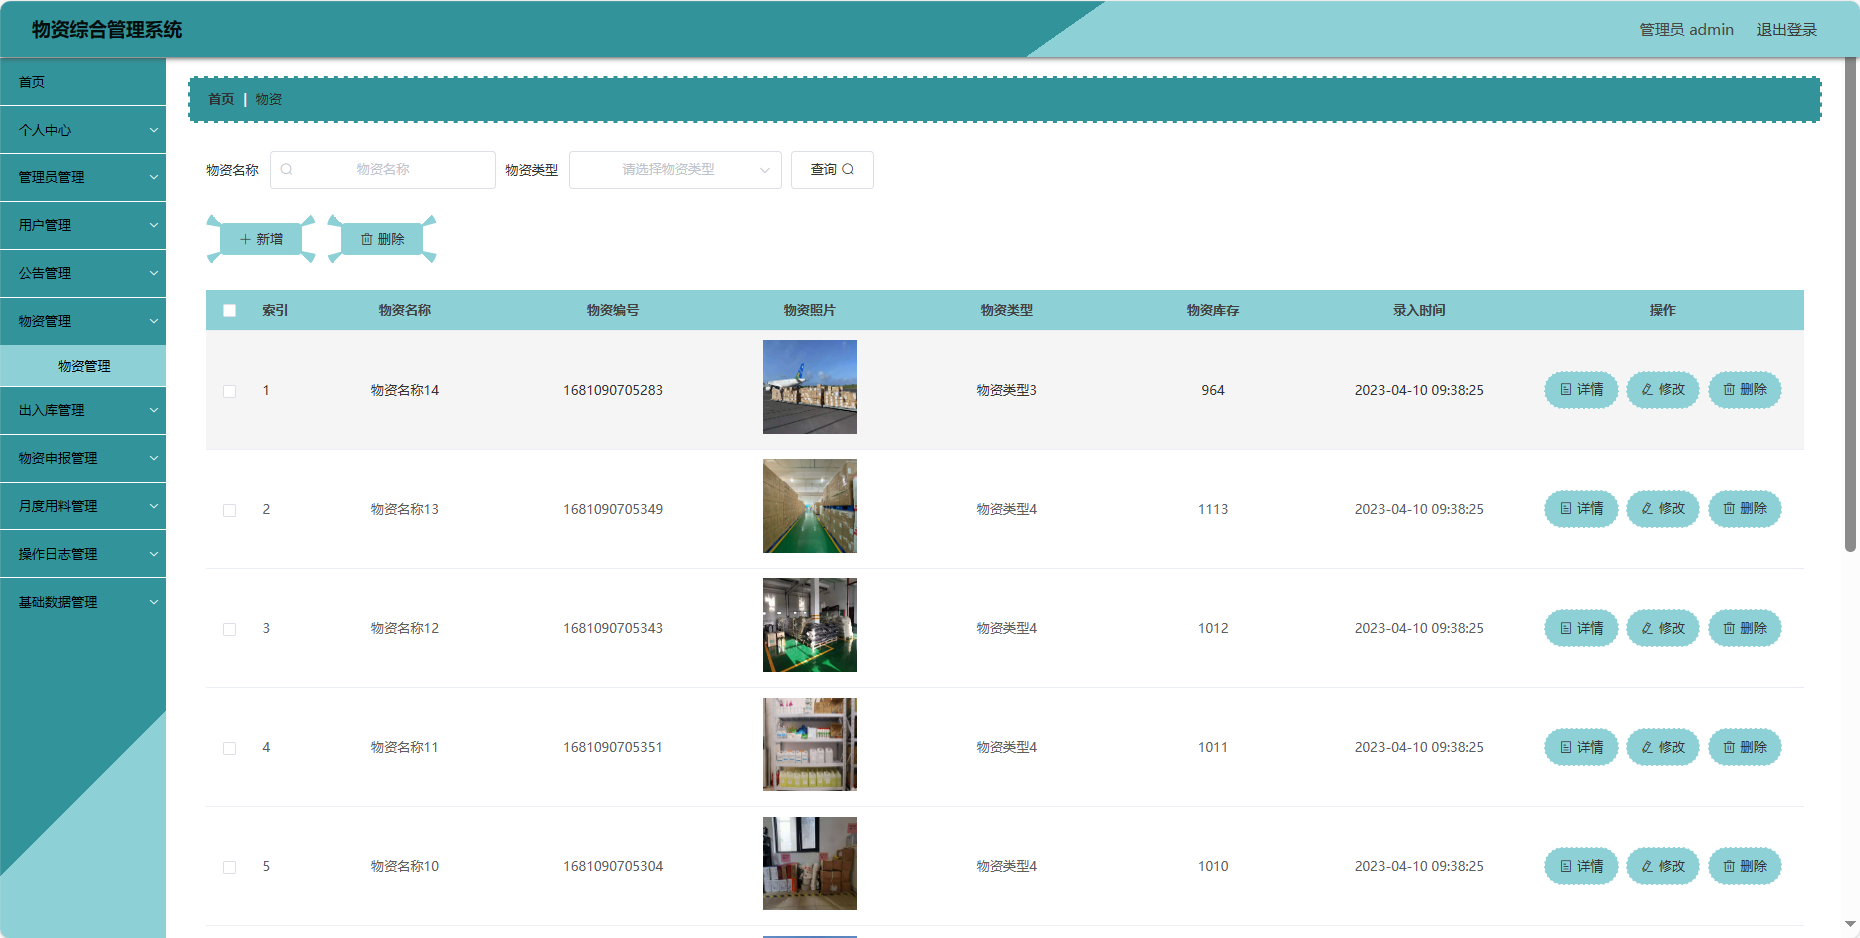 物资综合管理系统
管理员 admin 退出登录
首页
个人中心
管理员管理
用户管理
公告管理
物资管理
物资管理
出入库管理
物资申报管理
月度用料管理
操作日志管理
基础数据管理
首页 | 物资
物资名称 物资名称 物资类型 请选择物资类型 查询
新增 删除
索引 物资名称 物资编号 物资照片 物资类型 物资库存 录入时间 操作
1 物资名称14 1681090705283 物资类型3 964 2023-04-10 09:38:25 详情 修改 删除
2 物资名称13 1681090705349 物资类型4 1113 2023-04-10 09:38:25 详情 修改 删除
3 物资名称12 1681090705343 物资类型4 1012 2023-04-10 09:38:25 详情 修改 删除
4 物资名称11 1681090705351 物资类型4 1011 2023-04-10 09:38:25 详情 修改 删除
5 物资名称10 1681090705304 物资类型4 1010 2023-04-10 09:38:25 详情 修改 删除